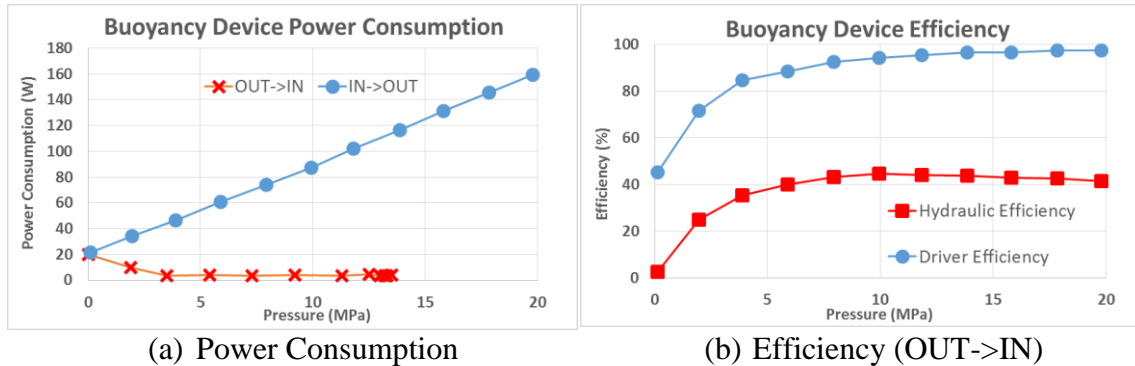 Buoyancy Device Power Consumption
180
160
140
120
100
80
60
40
20
0
Power Consumption (W)
OUT->IN
IN->OUT
0
5
10
15
20
Pressure (MPa)
(a) Power Consumption
Buoyancy Device Efficiency
100
80
60
40
20
0
Efficiency (%)
Hydraulic Efficiency
Driver Efficiency
0
5
10
15
20
Pressure (MPa)
(b) Efficiency (OUT->IN)